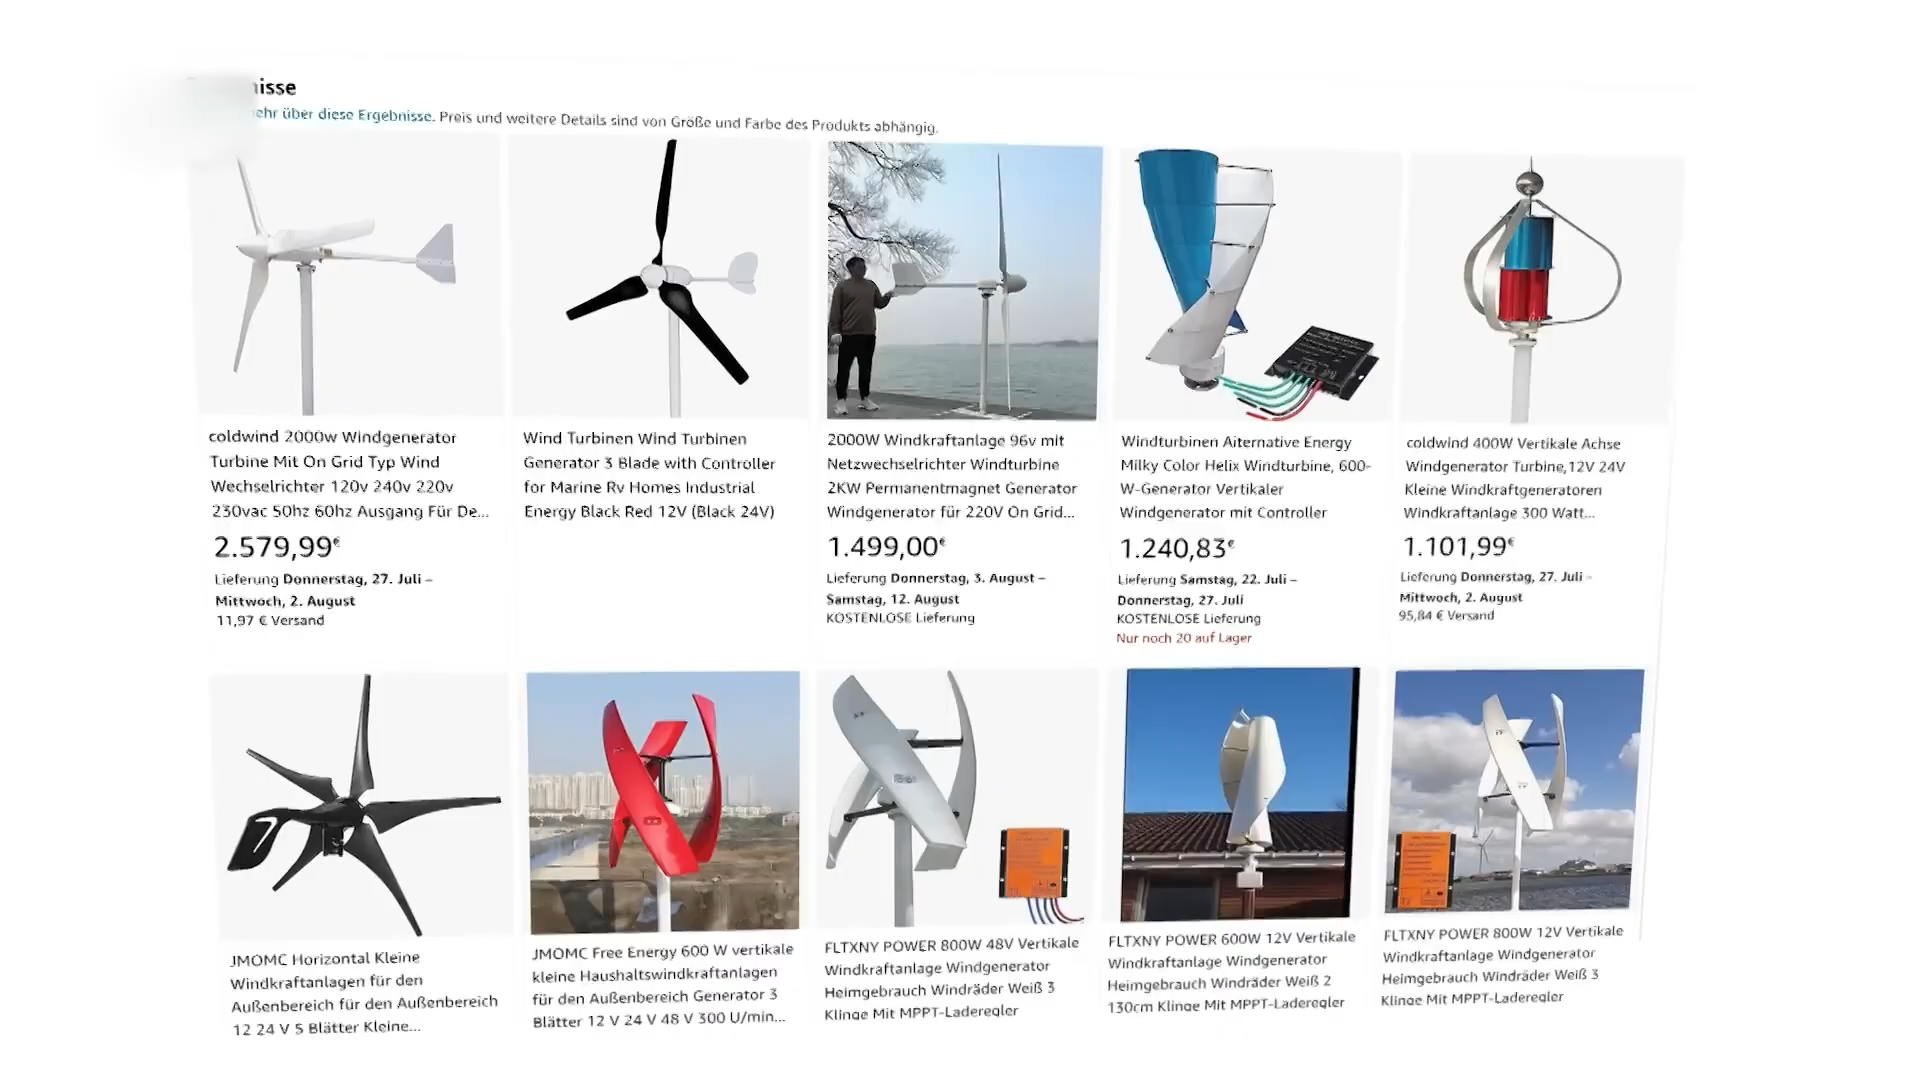 nisse
ehr über diese Ergebnisse. Preis und weitere Details sind von Größe und Farbe des Produkts abhängig.
coldwind 2000w Windgenerator
Turbine Mit On Grid Typ Wind
Wechselrichter 120v 240v 220v
230vac 50hz 60hz Ausgang Für De...
2.579,99€
Lieferung Donnerstag, 27. Juli –
Mittwoch, 2. August
11,97 € Versand
Wind Turbinen Wind Turbinen
Generator 3 Blade with Controller
for Marine Rv Homes Industrial
Energy Black Red 12V (Black 24V)
2000W Windkraftanlage 96v mit
Netzwechselrichter Windturbine
2KW Permanentmagnet Generator
Windgenerator für 220V On Grid...
1.499,00€
Lieferung Donnerstag, 3. August –
Samstag, 12. August
KOSTENLOSE Lieferung
Windturbinen Alternative Energy
Milky Color Helix Windturbine, 600-
W-Generator Vertikaler
Windgenerator mit Controller
1.240,83€
Lieferung Samstag, 22. Juli –
Donnerstag, 27. Juli
KOSTENLOSE Lieferung
Nur noch 20 auf Lager
coldwind 400W Vertikale Achse
Windgenerator Turbine,12V 24V
Kleine Windkraftgeneratoren
Windkraftanlage 300 Watt...
1.101,99€
Lieferung Donnerstag, 27. Juli –
Mittwoch, 2. August
95,84 € Versand
JMOMC Horizontal Kleine
Windkraftanlagen für den
Außenbereich für den Außenbereich
12 24 V 5 Blätter Kleine...
JMOMC Free Energy 600 W vertikale
kleine Haushaltswindkraftanlagen
für den Außenbereich Generator 3
Blätter 12 V 24 V 48 V 300 U/min...
FLTXNY POWER 800W 48V Vertikale
Windkraftanlage Windgenerator
Heimgebrauch Windräder Weiß 3
Klinge Mit MPPT-Laderegler
FLTXNY POWER 600W 12V Vertikale
Windkraftanlage Windgenerator
Heimgebrauch Windräder Weiß 2
130cm Klinge Mit MPPT-Laderegler
FLTXNY POWER 800W 12V Vertikale
Windkraftanlage Windgenerator
Heimgebrauch Windräder Weiß 3
Klinge Mit MPPT-Laderegler